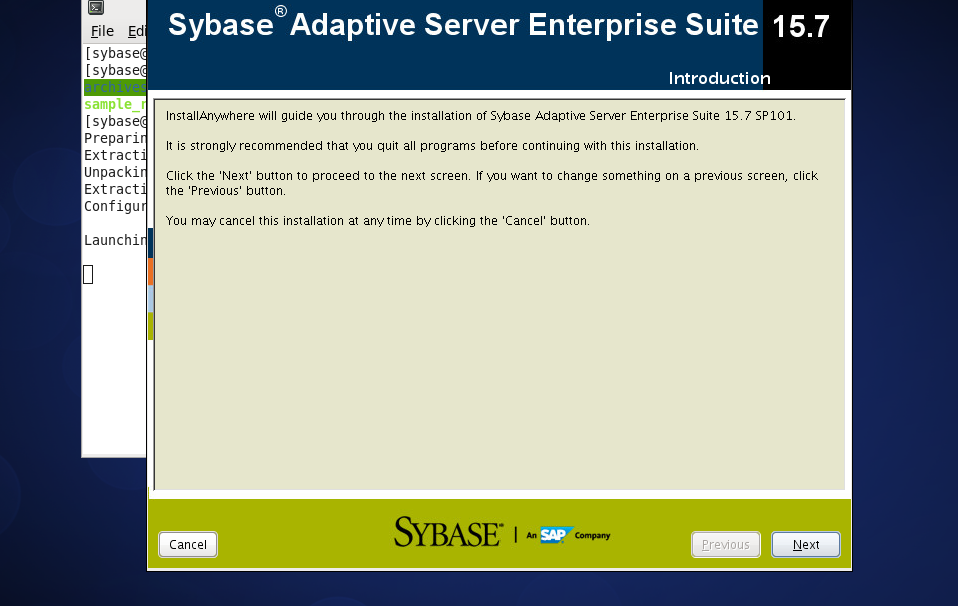 File Edi
[sybase@
[sybase@
archives
sample_r
[sybase@
Preparin
Extracti
Unpackin
Extracti
Configur
Launchin
Sybase® Adaptive Server Enterprise Suite 15.7
Introduction
InstallAnywhere will guide you through the installation of Sybase Adaptive Server Enterprise Suite 15.7 SP101.
It is strongly recommended that you quit all programs before continuing with this installation.
Click the 'Next' button to proceed to the next screen. If you want to change something on a previous screen, click
the 'Previous' button.
You may cancel this installation at any time by clicking the 'Cancel' button.
SYBASE™ | An SAP Company
Cancel
Previous
Next